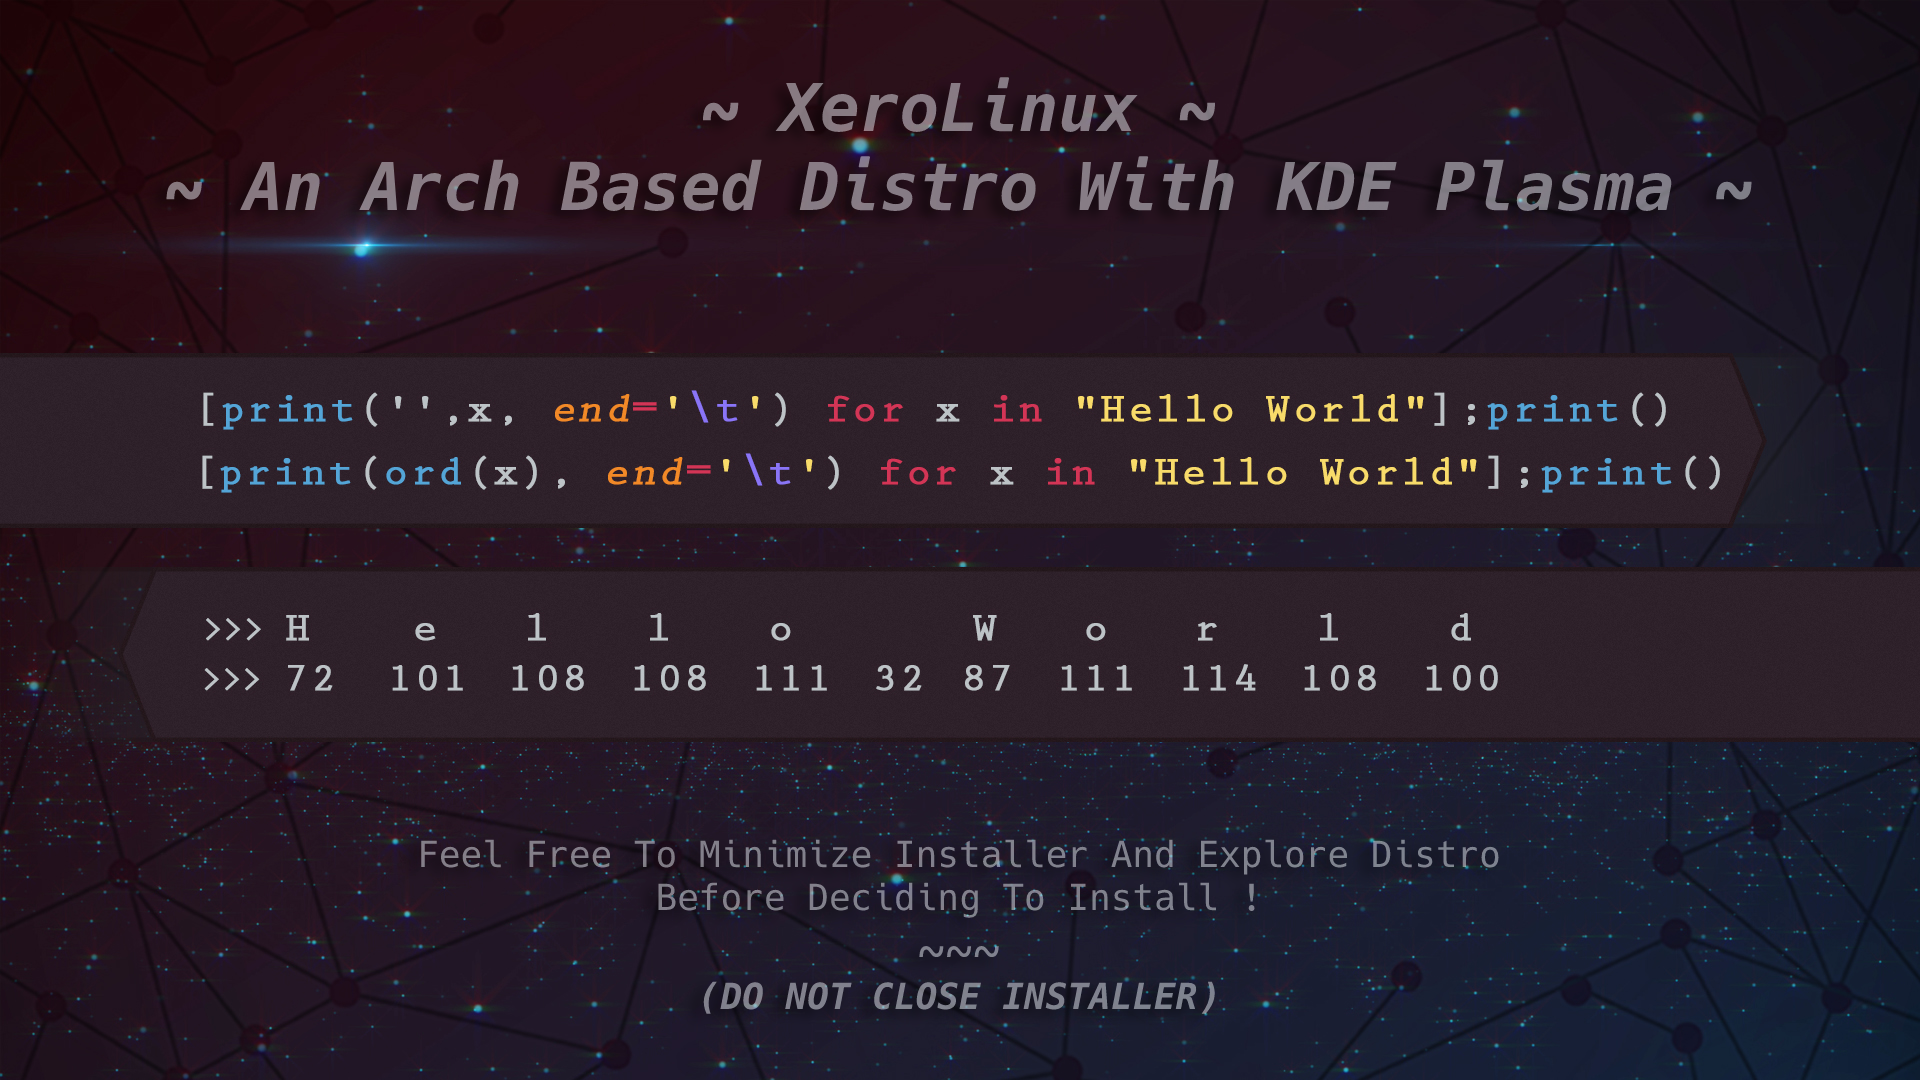 ~ XeroLinux ~
~ An Arch Based Distro With KDE Plasma ~
[print('',x, end='\t') for x in "Hello World"];print()
[print(ord(x), end='\t') for x in "Hello World"];print()
>>> H e l l o W o r l d
>>> 72 101 108 108 111 32 87 111 114 108 100
Feel Free To Minimize Installer And Explore Distro
Before Deciding To Install !
~~~
(DO NOT CLOSE INSTALLER)